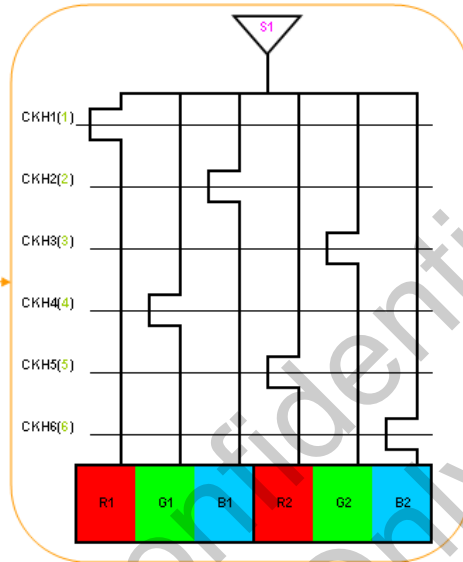 S1
CKH1(1)
CKH2(2)
CKH3(3)
CKH4(4)
CKH5(5)
CKH6(6)
R1 G1 B1 R2 G2 B2